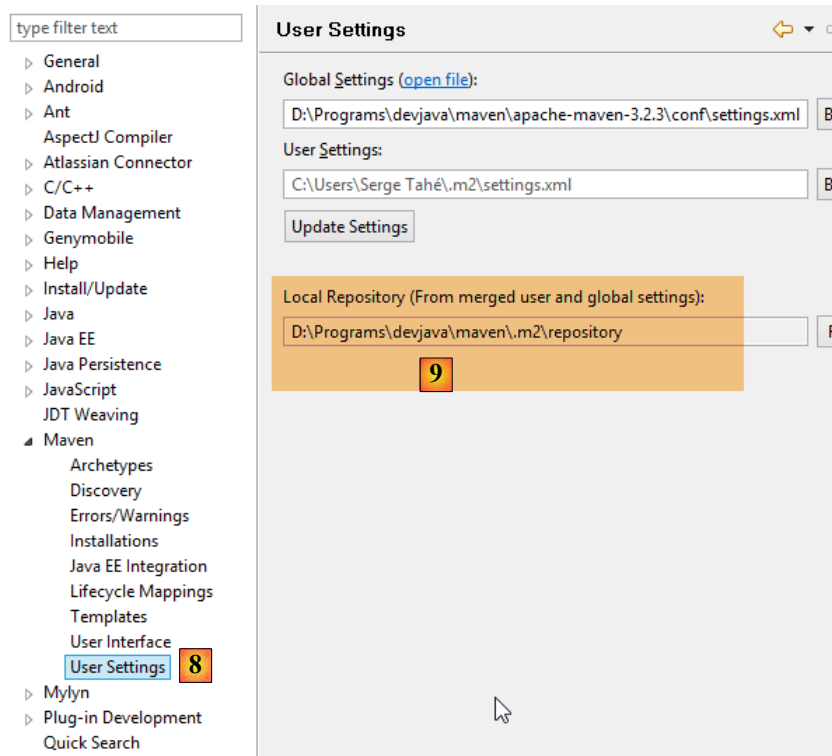 type filter text
General
Android
Ant
AspectJ Compiler
Atlassian Connector
C/C++
Data Management
Genymobile
Help
Install/Update
Java
Java EE
Java Persistence
JavaScript
JDT Weaving
Maven
Archetypes
Discovery
Errors/Warnings
Installations
Java EE Integration
Lifecycle Mappings
Templates
User Interface
User Settings 8
Mylyn
Plug-in Development
Quick Search
User Settings
Global Settings (open file):
D:\Programs\devjava\maven\apache-maven-3.2.3\conf\settings.xml
User Settings:
C:\Users\Serge Tahé\.m2\settings.xml
Update Settings
Local Repository (From merged user and global settings):
D:\Programs\devjava\maven\.m2\repository
9